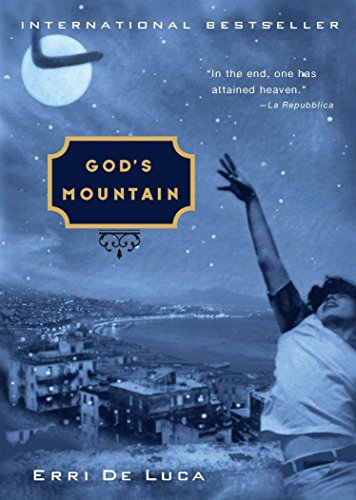 INTERNATIONAL BESTSELLER
"In the end, one has
attained heaven."
—La Repubblica
GOD'S
MOUNTAIN
ERRI DE LUCA